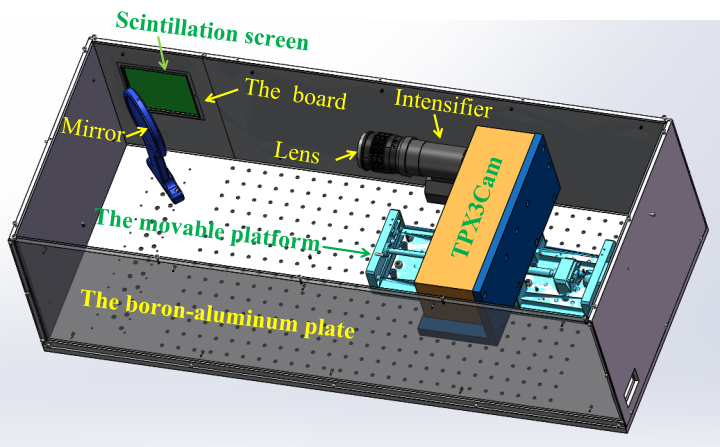 Scintillation screen
The board
Intensifier
Mirror
Lens
TPX3Cam
The movable platform
The boron-aluminum plate